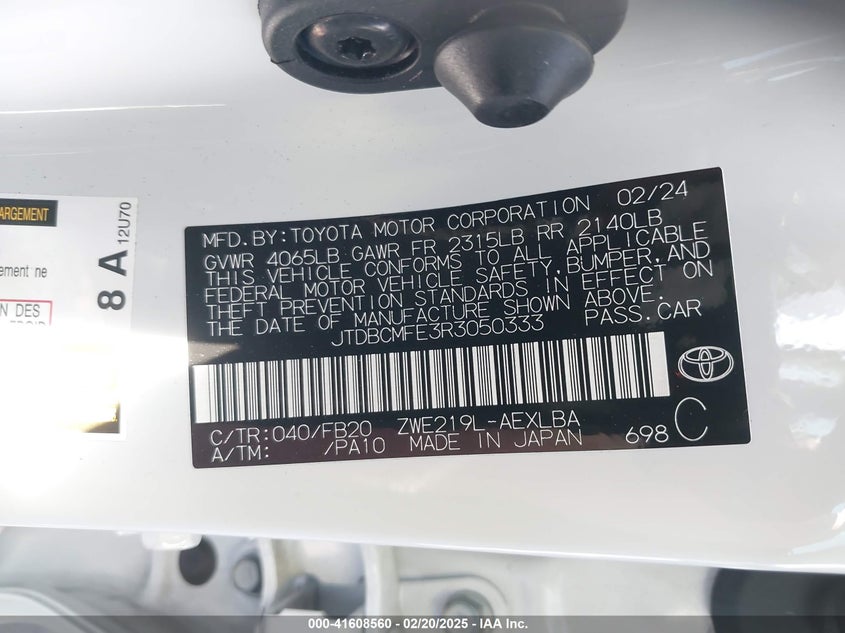 ARGEMENT
ement ne
N DES
8 A 12U70
MFD.BY:TOYOTA MOTOR CORPORATION 02/24
GVWR 4065LB GAWR FR 2315LB RR 2140LB
THIS VEHICLE CONFORMS TO ALL APPLICABLE
FEDERAL MOTOR VEHICLE SAFETY,BUMPER,AND
THEFT PREVENTION STANDARDS IN EFFECT ON
THE DATE OF MANUFACTURE SHOWN ABOVE.
JTDBCMFE3R3050333 PASS.CAR
C/TR:040/FB20 ZWE219L-AEXLBA
A/TM: /PA10 MADE IN JAPAN 698 C
000-41608560 - 02/20/2025 - IAA Inc.